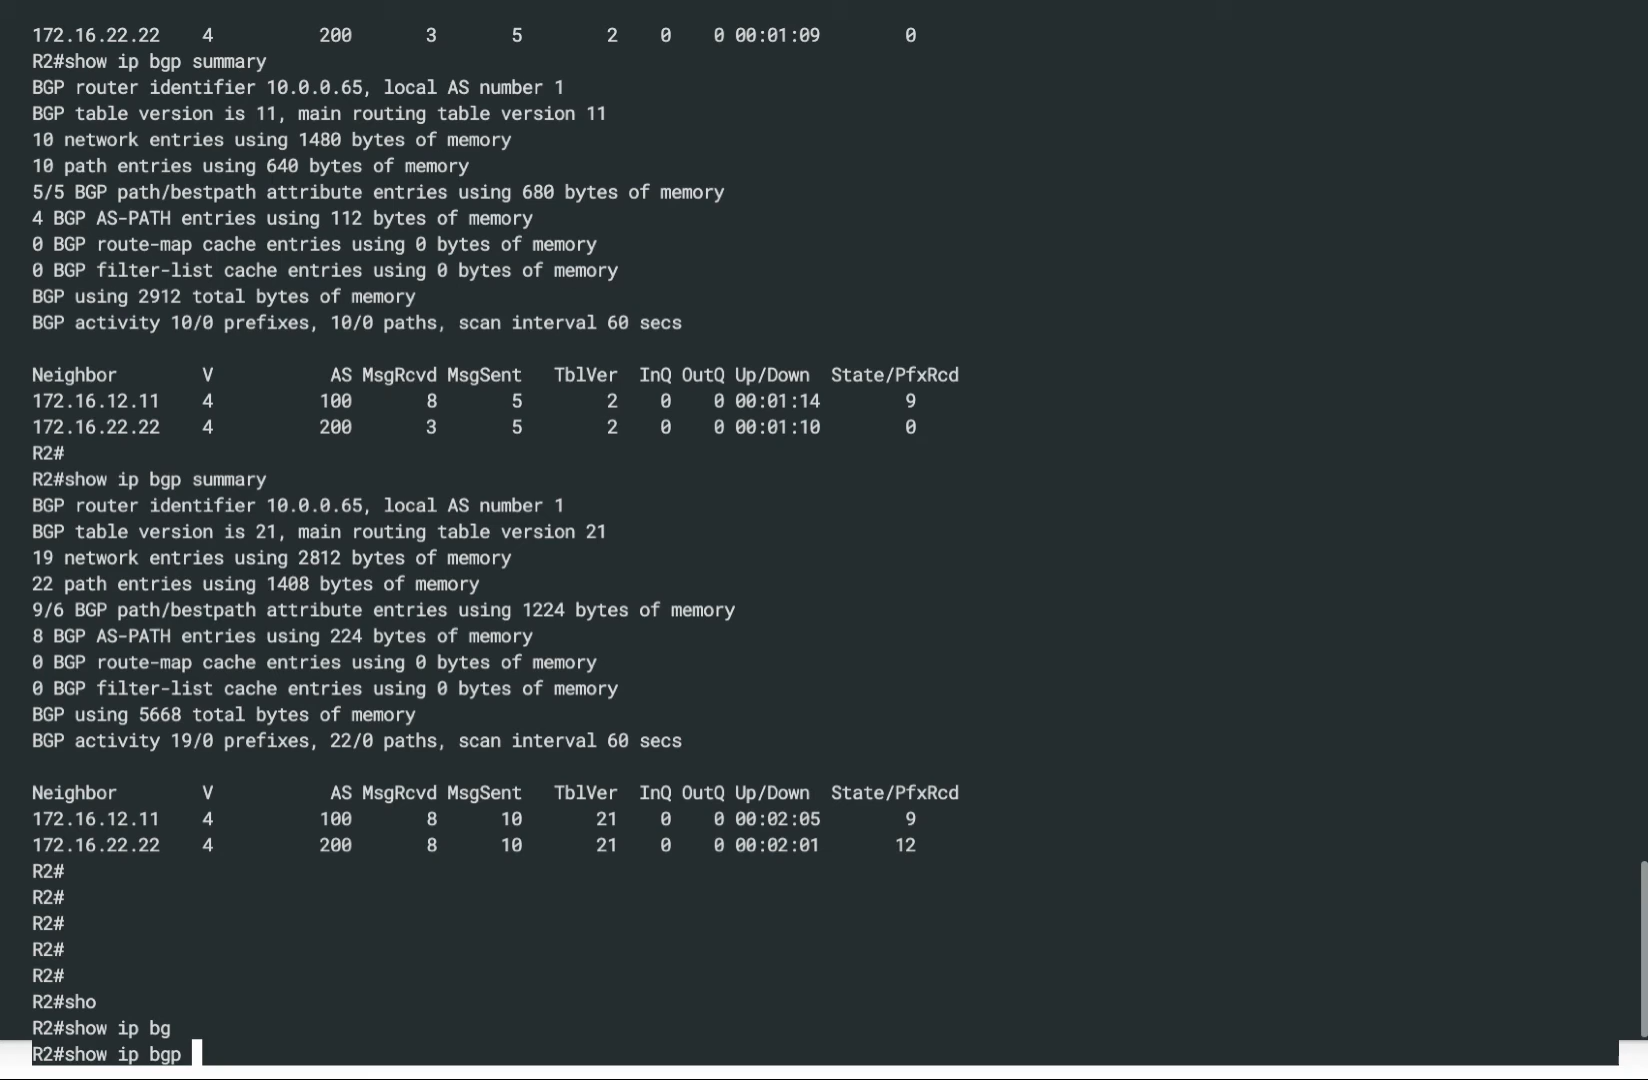 172.16.22.22    4          200       3       5        2    0    0 00:01:09        0
R2#show ip bgp summary
BGP router identifier 10.0.0.65, local AS number 1
BGP table version is 11, main routing table version 11
10 network entries using 1480 bytes of memory
10 path entries using 640 bytes of memory
5/5 BGP path/bestpath attribute entries using 680 bytes of memory
4 BGP AS-PATH entries using 112 bytes of memory
0 BGP route-map cache entries using 0 bytes of memory
0 BGP filter-list cache entries using 0 bytes of memory
BGP using 2912 total bytes of memory
BGP activity 10/0 prefixes, 10/0 paths, scan interval 60 secs
Neighbor        V           AS MsgRcvd MsgSent   TblVer  InQ OutQ Up/Down  State/PfxRcd
172.16.12.11    4          100       8       5        2    0    0 00:01:14        9
172.16.22.22    4          200       3       5        2    0    0 00:01:10        0
R2#
R2#show ip bgp summary
BGP router identifier 10.0.0.65, local AS number 1
BGP table version is 21, main routing table version 21
19 network entries using 2812 bytes of memory
22 path entries using 1408 bytes of memory
9/6 BGP path/bestpath attribute entries using 1224 bytes of memory
8 BGP AS-PATH entries using 224 bytes of memory
0 BGP route-map cache entries using 0 bytes of memory
0 BGP filter-list cache entries using 0 bytes of memory
BGP using 5668 total bytes of memory
BGP activity 19/0 prefixes, 22/0 paths, scan interval 60 secs
Neighbor        V           AS MsgRcvd MsgSent   TblVer  InQ OutQ Up/Down  State/PfxRcd
172.16.12.11    4          100       8      10       21    0    0 00:02:05        9
172.16.22.22    4          200       8      10       21    0    0 00:02:01       12
R2#
R2#
R2#
R2#
R2#
R2#sho
R2#show ip bg
R2#show ip bgp